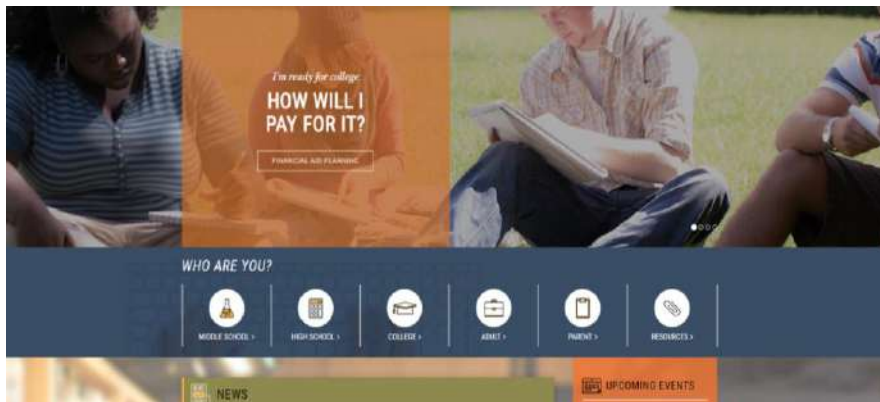 I'm ready for college.
HOW WILL I
PAY FOR IT?
FINANCIAL AID PLANNING
WHO ARE YOU?
MIDDLE SCHOOL >
HIGH SCHOOL >
COLLEGE >
ADULT >
PARENT >
RESOURCES >
NEWS
UPCOMING EVENTS